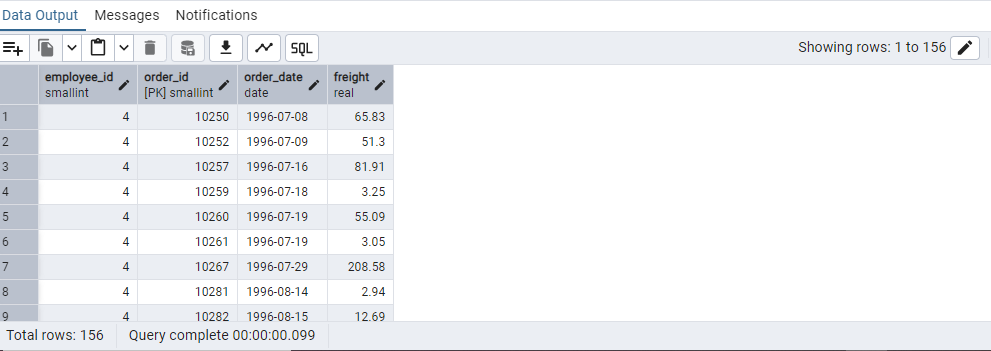 Data Output Messages Notifications
SQL Showing rows: 1 to 156
employee_id order_id order_date freight
smallint [PK] smallint date real
1 4 10250 1996-07-08 65.83
2 4 10252 1996-07-09 51.3
3 4 10257 1996-07-16 81.91
4 4 10259 1996-07-18 3.25
5 4 10260 1996-07-19 55.09
6 4 10261 1996-07-19 3.05
7 4 10267 1996-07-29 208.58
8 4 10281 1996-08-14 2.94
9 4 10282 1996-08-15 12.69
Total rows: 156 Query complete 00:00:00.099